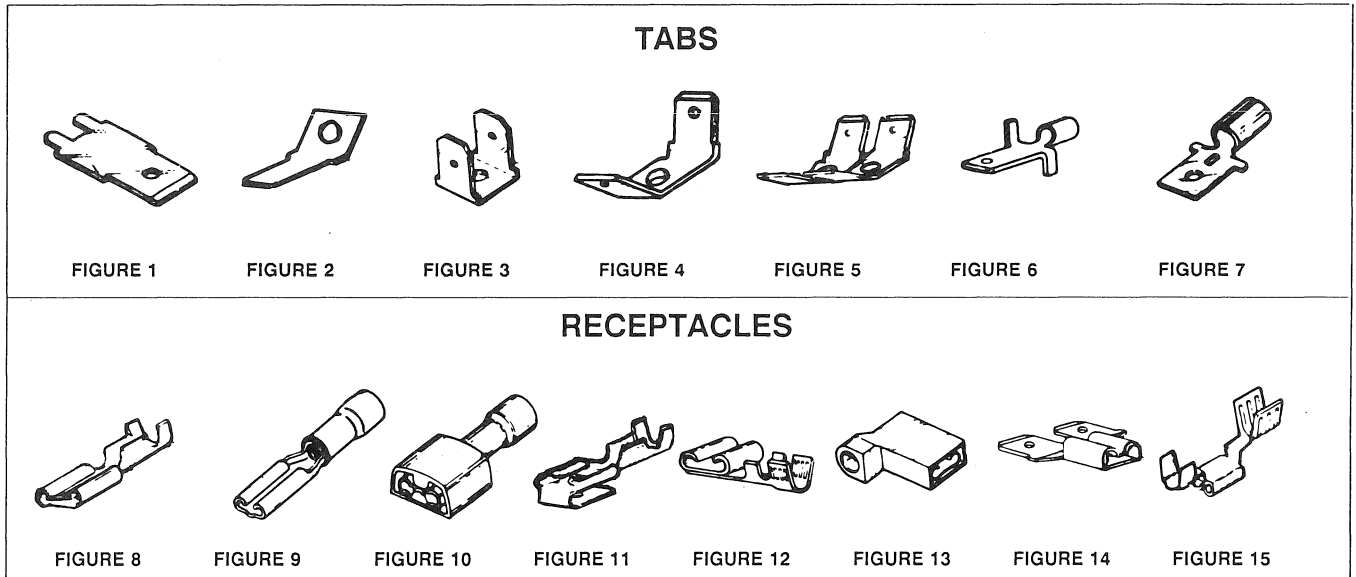 TABS
FIGURE 1 FIGURE 2 FIGURE 3 FIGURE 4 FIGURE 5 FIGURE 6 FIGURE 7
RECEPTACLES
FIGURE 8 FIGURE 9 FIGURE 10 FIGURE 11 FIGURE 12 FIGURE 13 FIGURE 14 FIGURE 15